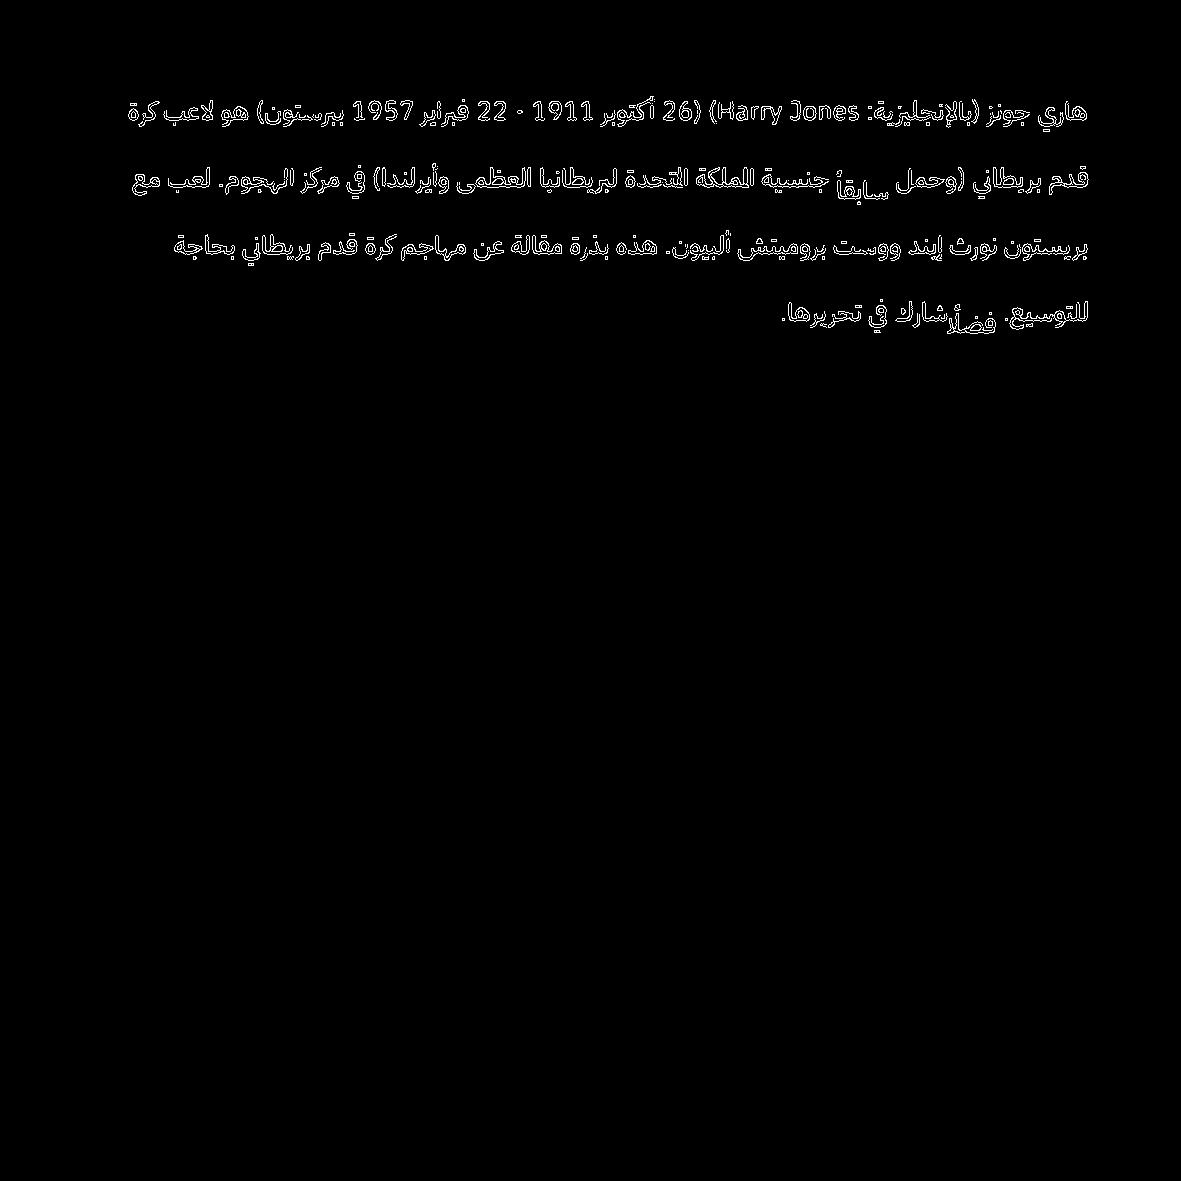 هاري جونز (بالإنجليزية: Harry Jones) (26 أكتوبر 1911 - 22 فبراير 1957 ببرستون) هو لاعب كرة
قدم بريطاني (وحمل سابقاً جنسية المملكة المتحدة لبريطانيا العظمى وأيرلندا) في مركز الهجوم. لعب مع
بريستون نورث إيند ووست بروميتش ألبيون. هذه بذرة مقالة عن مهاجم كرة قدم بريطاني بحاجة
للتوسيع. فضلًا شارك في تحريرها.